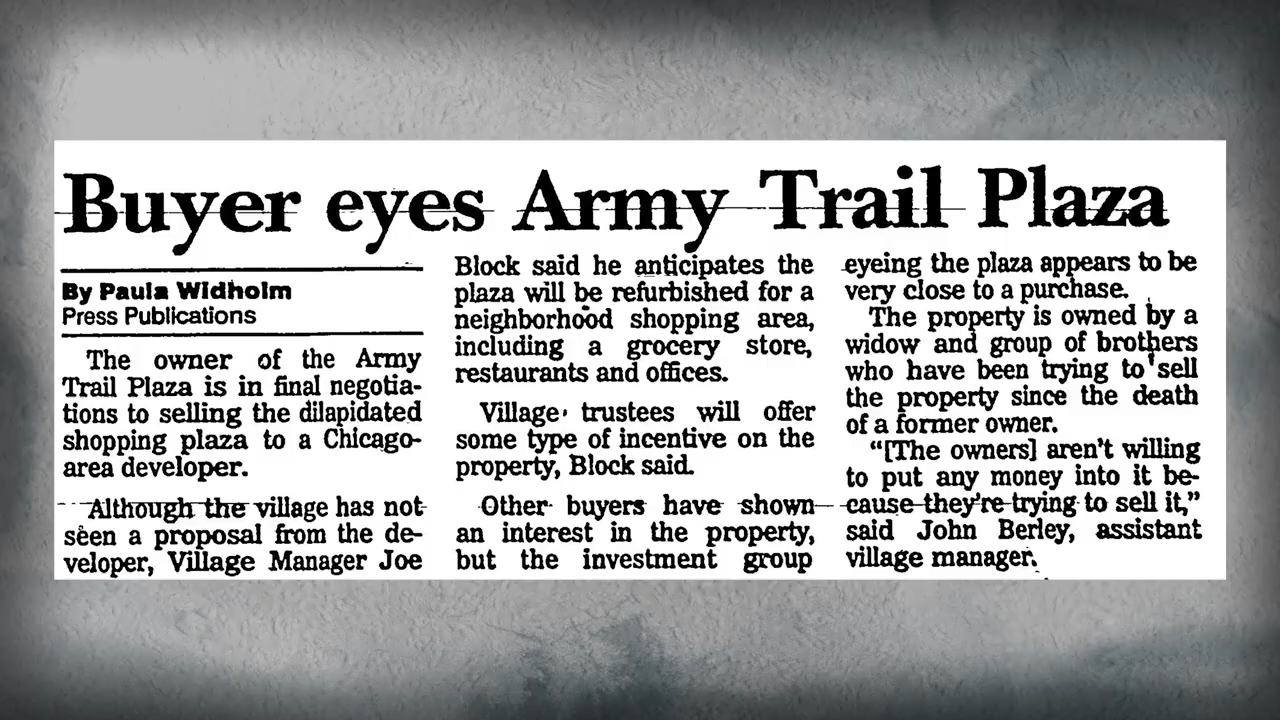 Buyer eyes Army Trail Plaza
By Paula Widholm
Press Publications
The owner of the Army
Trail Plaza is in final negotia-
tions to selling the dilapidated
shopping plaza to a Chicago-
area developer.
Although the village has not
seen a proposal from the de-
veloper, Village Manager Joe
Block said he anticipates the
plaza will be refurbished for a
neighborhood shopping area,
including a grocery store,
restaurants and offices.
Village trustees will offer
some type of incentive on the
property, Block said.
Other buyers have shown
an interest in the property,
but the investment group
eyeing the plaza appears to be
very close to a purchase.
The property is owned by a
widow and group of brothers
who have been trying to sell
the property since the death
of a former owner.
"[The owners] aren't willing
to put any money into it be-
cause they're trying to sell it,"
said John Berley, assistant
village manager.